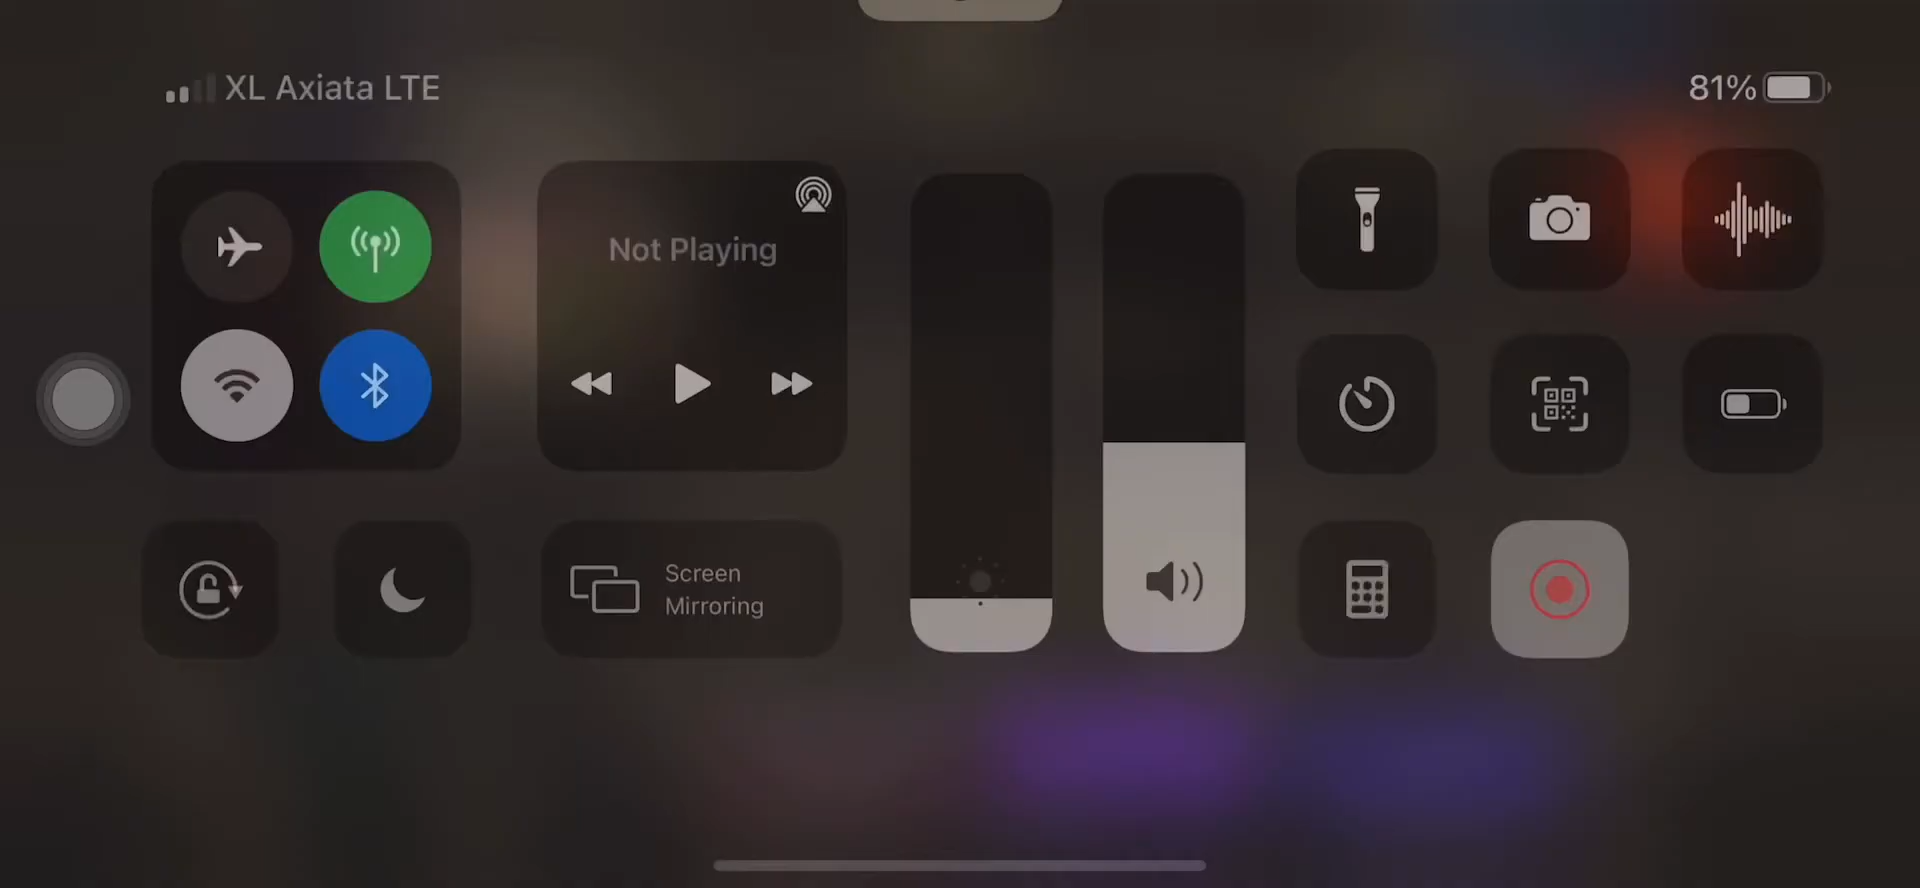 XL Axiata LTE
81%
Not Playing
Screen
Mirroring